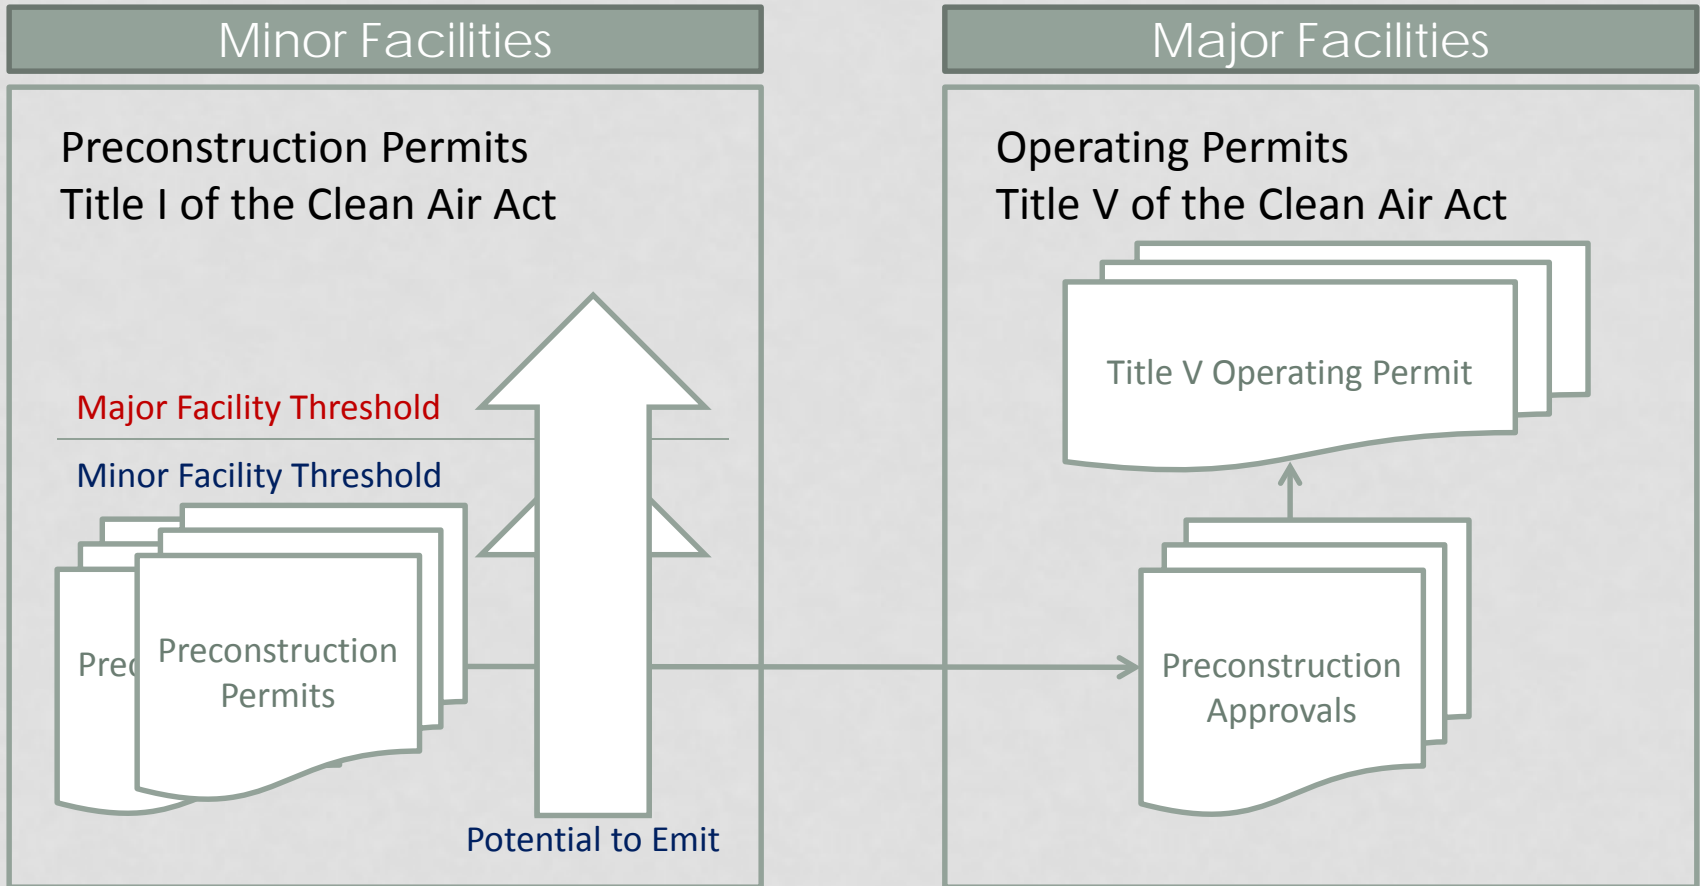 Minor Facilities
Preconstruction Permits
Title I of the Clean Air Act
Major Facility Threshold
Minor Facility Threshold
Preconstruction
Permits
Potential to Emit
Major Facilities
Operating Permits
Title V of the Clean Air Act
Title V Operating Permit
Preconstruction
Approvals